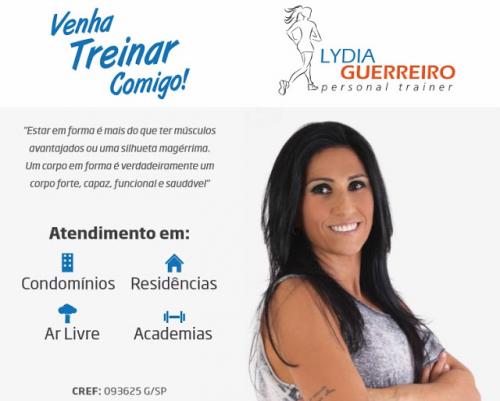 Venha
Treinar
Comigo!
LYDIA
GUERREIRO
personal trainer
"Estar em forma é mais do que ter músculos
avantajados ou uma silhueta magérrima.
Um corpo em forma é verdadeiramente um
corpo forte, capaz, funcional e saudável"
Atendimento em:
Condomínios Residências
Ar Livre Academias
CREF: 093625 G/SP